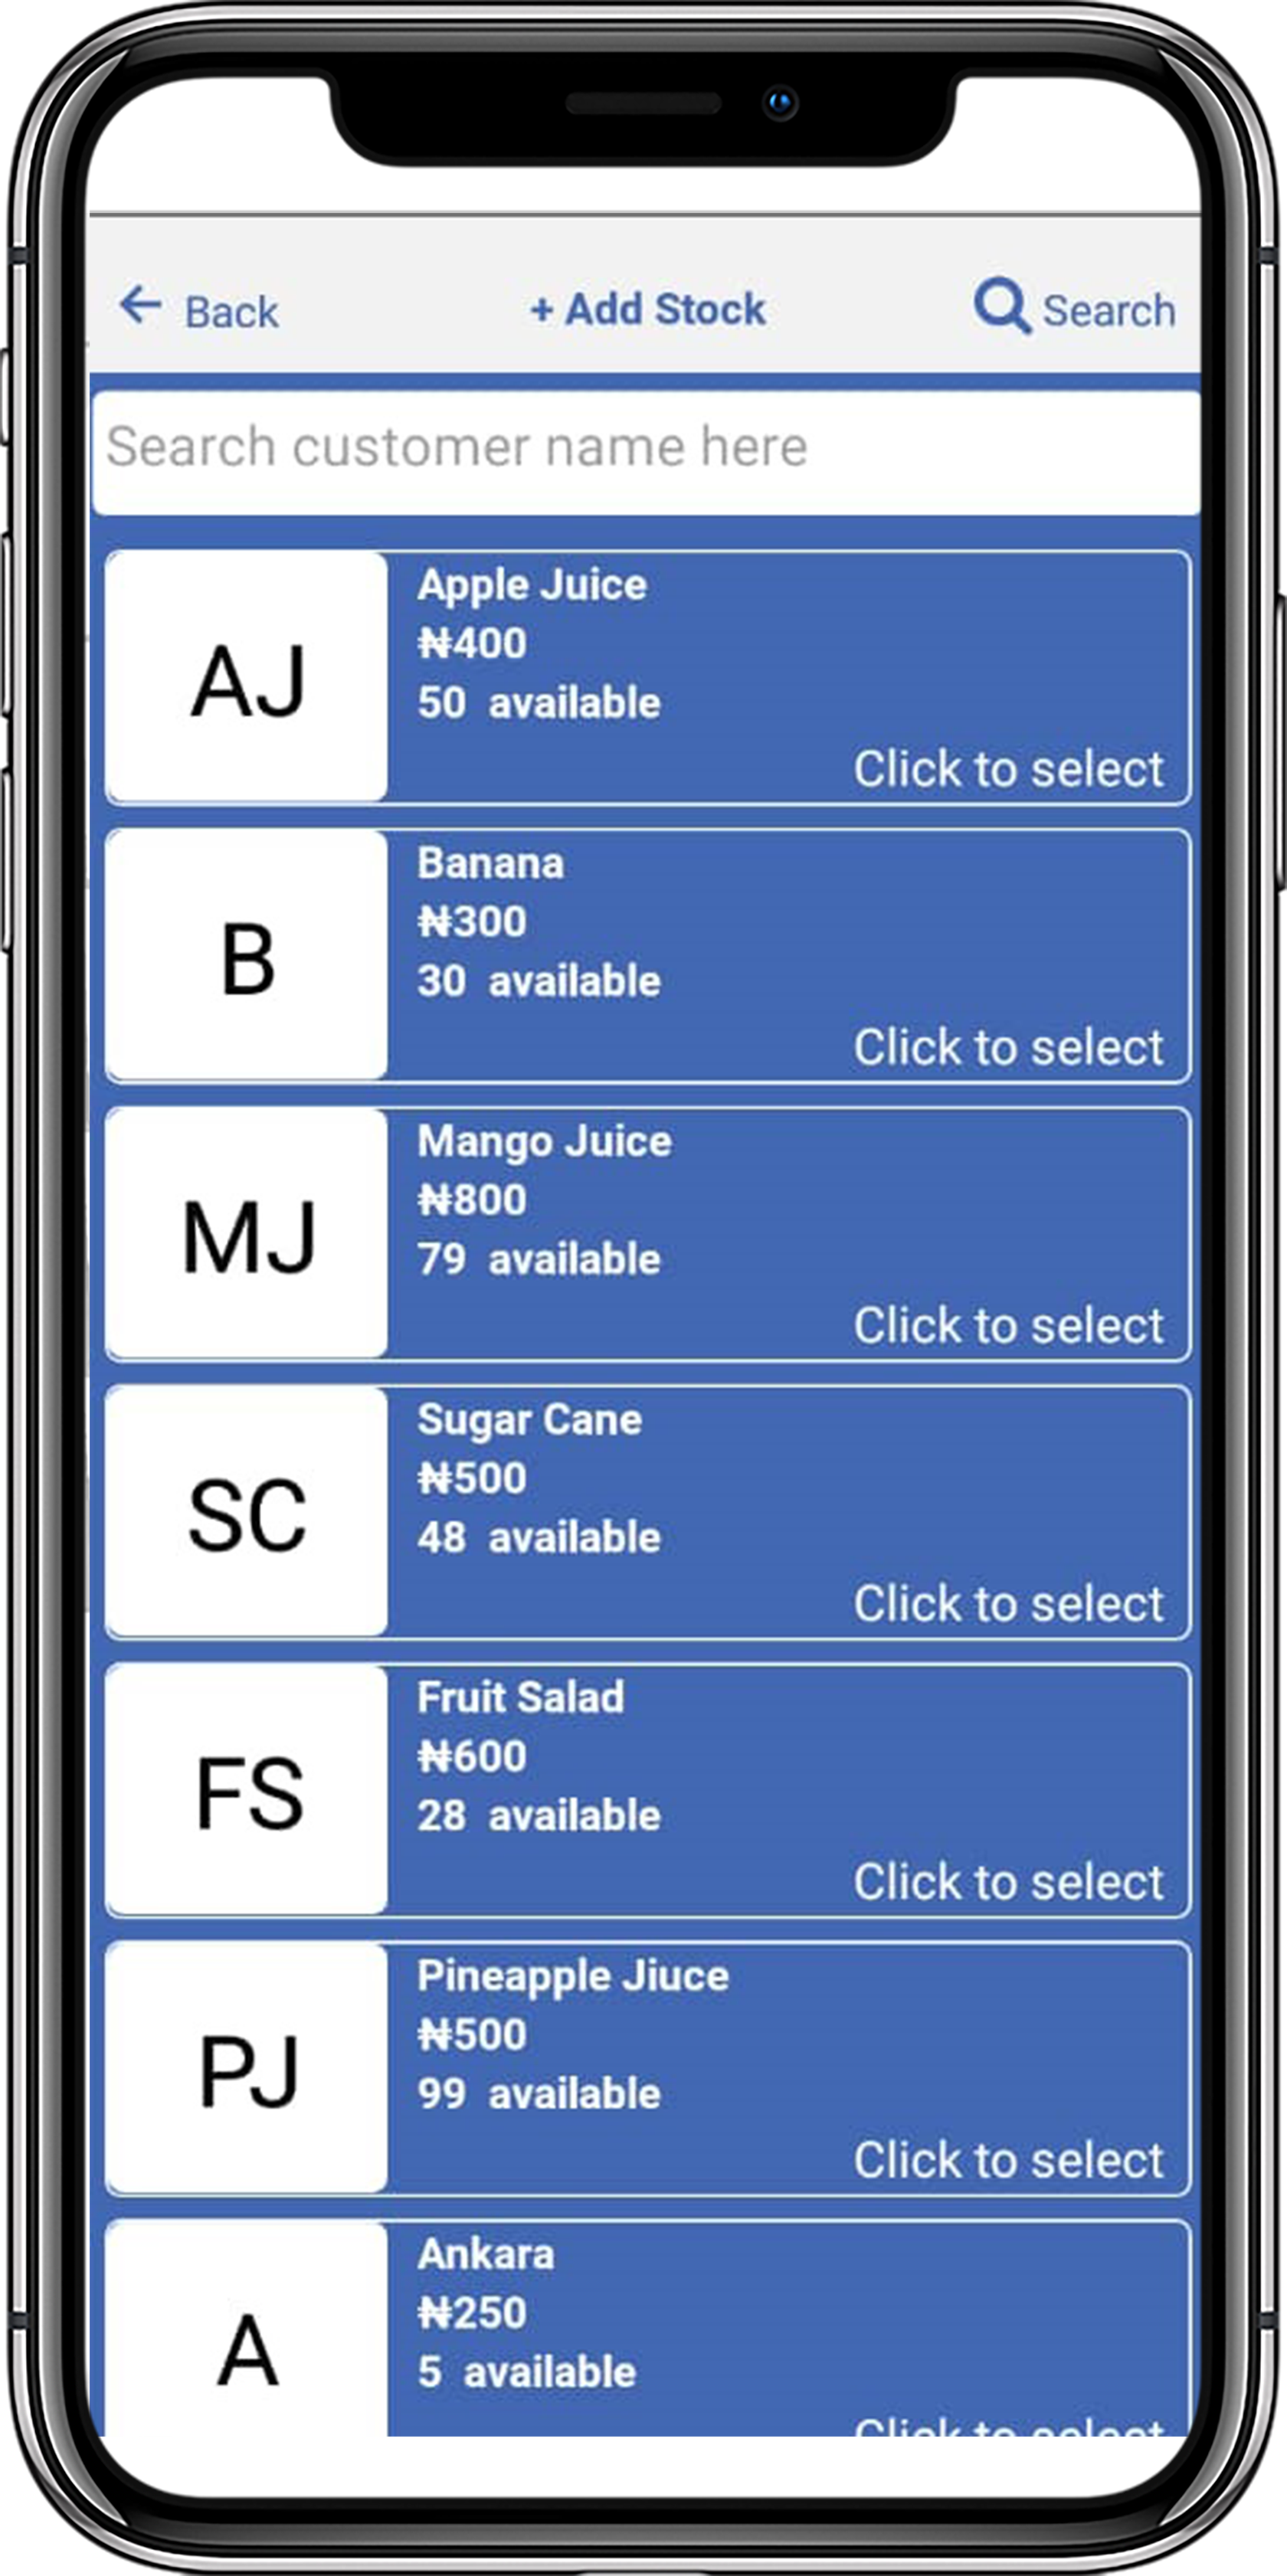 ← Back + Add Stock Search
Search customer name here
AJ
Apple Juice
₦400
50 available
Click to select
B
Banana
₦300
30 available
Click to select
MJ
Mango Juice
₦800
79 available
Click to select
SC
Sugar Cane
₦500
48 available
Click to select
FS
Fruit Salad
₦600
28 available
Click to select
PJ
Pineapple Jiuce
₦500
99 available
Click to select
A
Ankara
₦250
5 available
Click to select